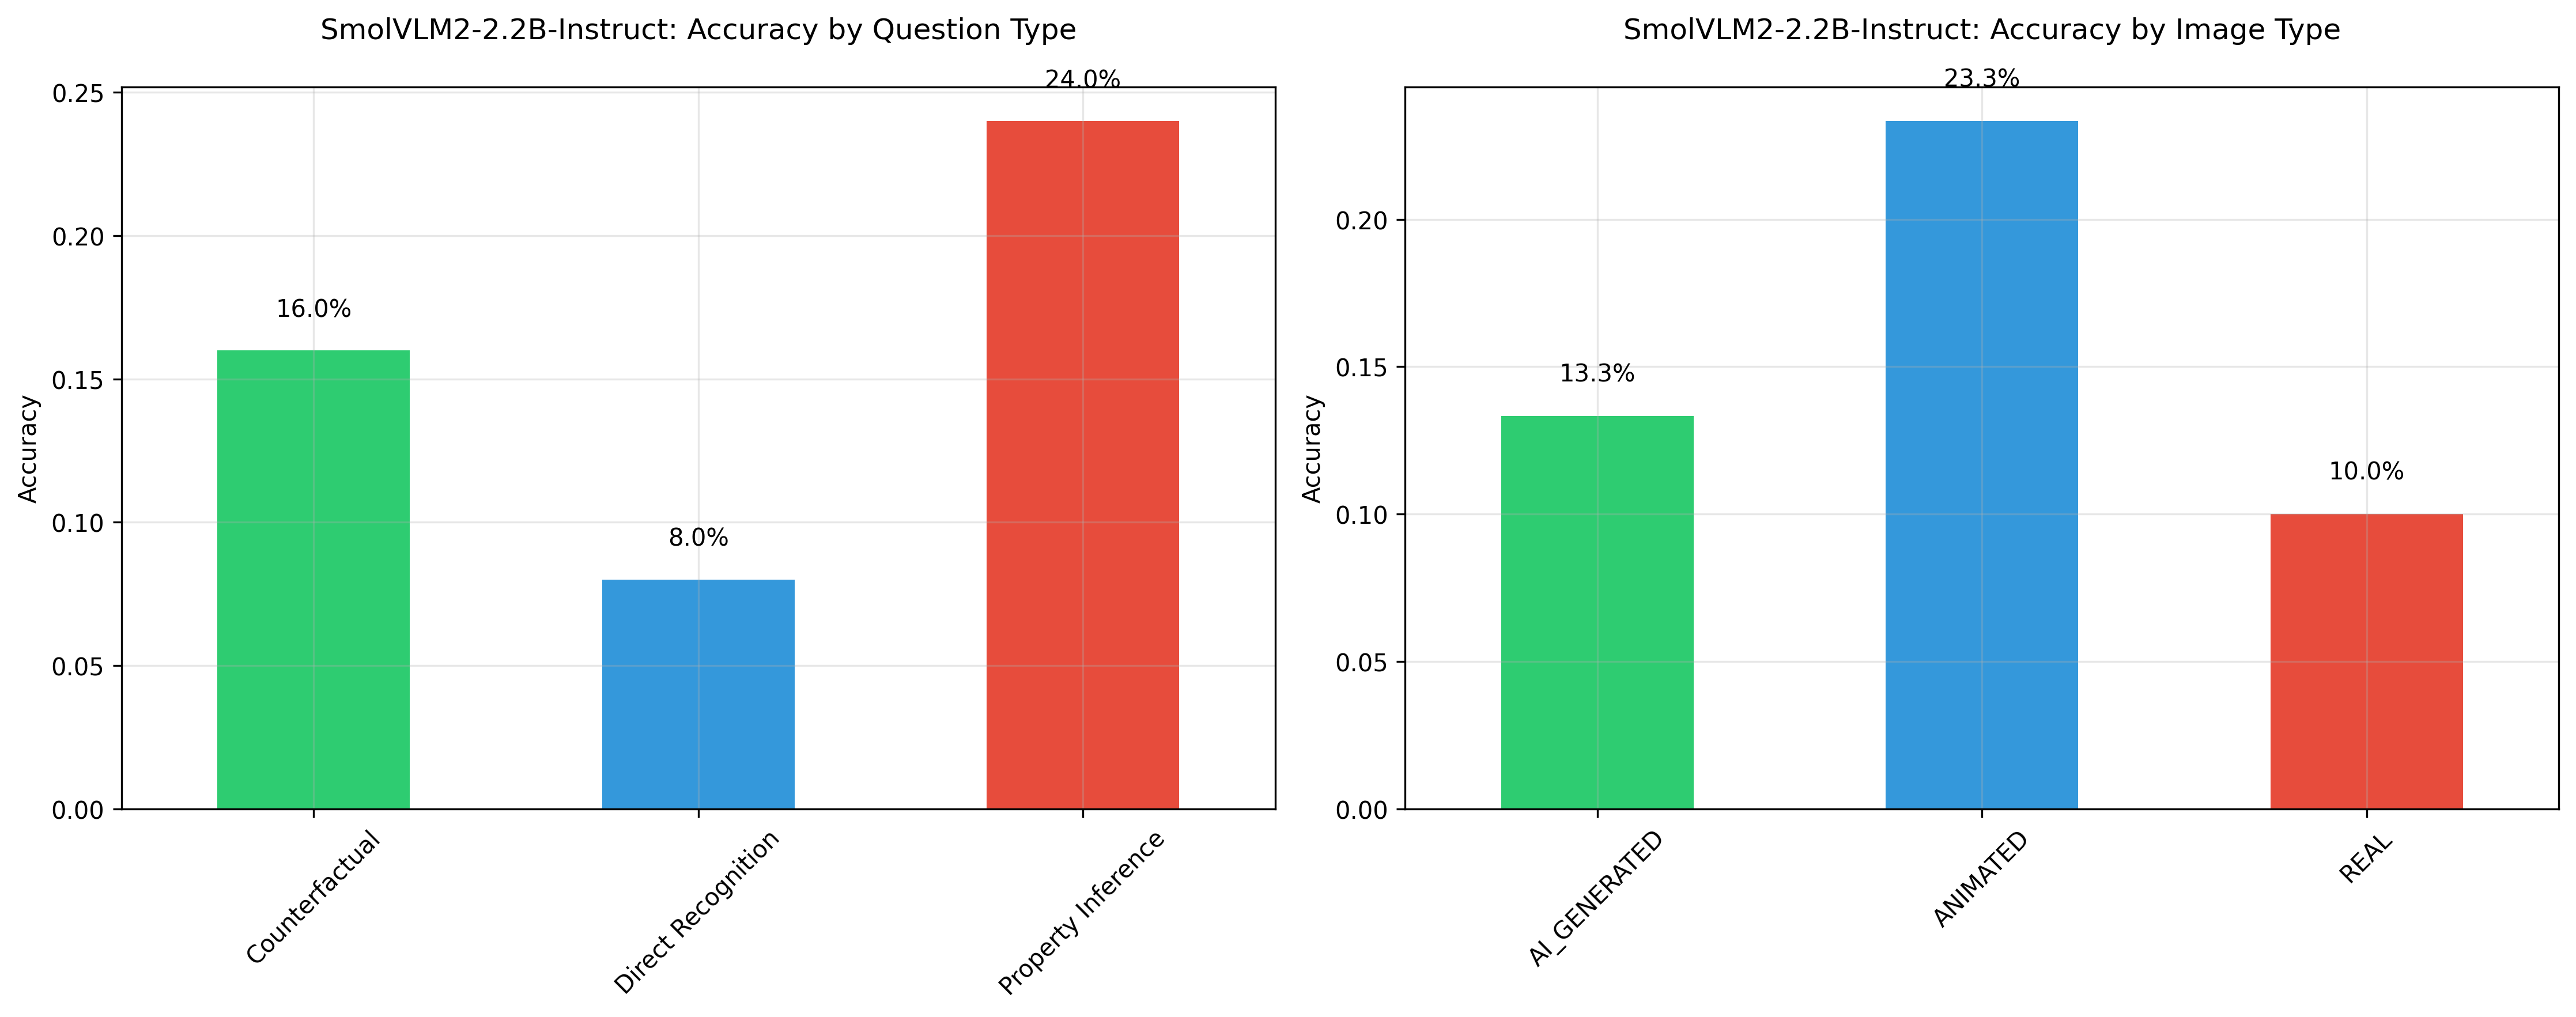 SmolVLM2-2.2B-Instruct: Accuracy by Question Type
24.0%
0.25
0.20
16.0%
0.15
8.0%
0.10
0.05
0.00
Accuracy
Counterfactual
Direct Recognition
Property Inference
SmolVLM2-2.2B-Instruct: Accuracy by Image Type
23.3%
0.20
13.3%
0.15
10.0%
0.10
0.05
0.00
Accuracy
AI_GENERATED
ANIMATED
REAL